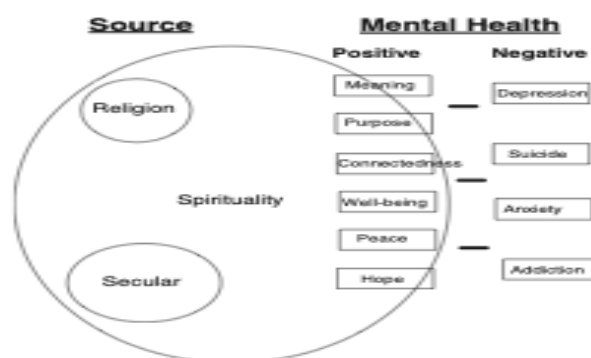 Source
Mental Health
Positive
Negative
Meaning
Depression
Religion
Purpose
Suicide
Connectedness
Spirituality
Well-being
Anxiety
Peace
Addiction
Secular
Hope